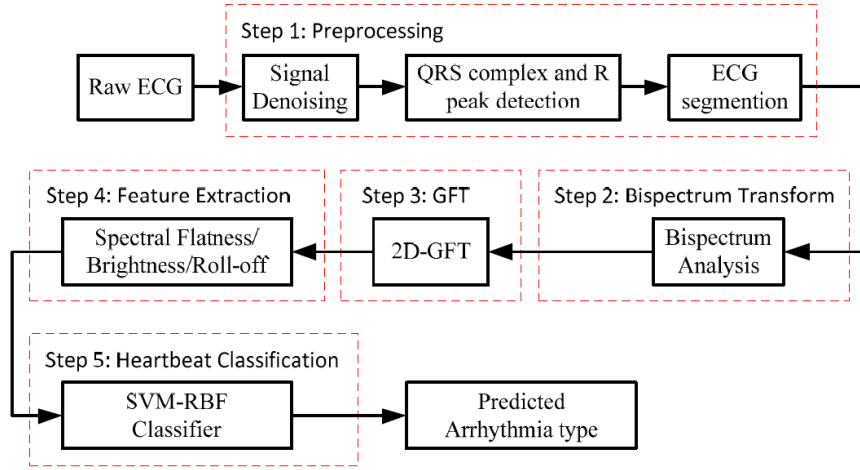 Step 1: Preprocessing
Raw ECG
Signal
Denoising
QRS complex and R
peak detection
ECG
segmention
Step 4: Feature Extraction
Spectral Flatness/
Brightness/Roll-off
Step 3: GFT
2D-GFT
Step 2: Bispectrum Transform
Bispectrum
Analysis
Step 5: Heartbeat Classification
SVM-RBF
Classifier
Predicted
Arrhythmia type